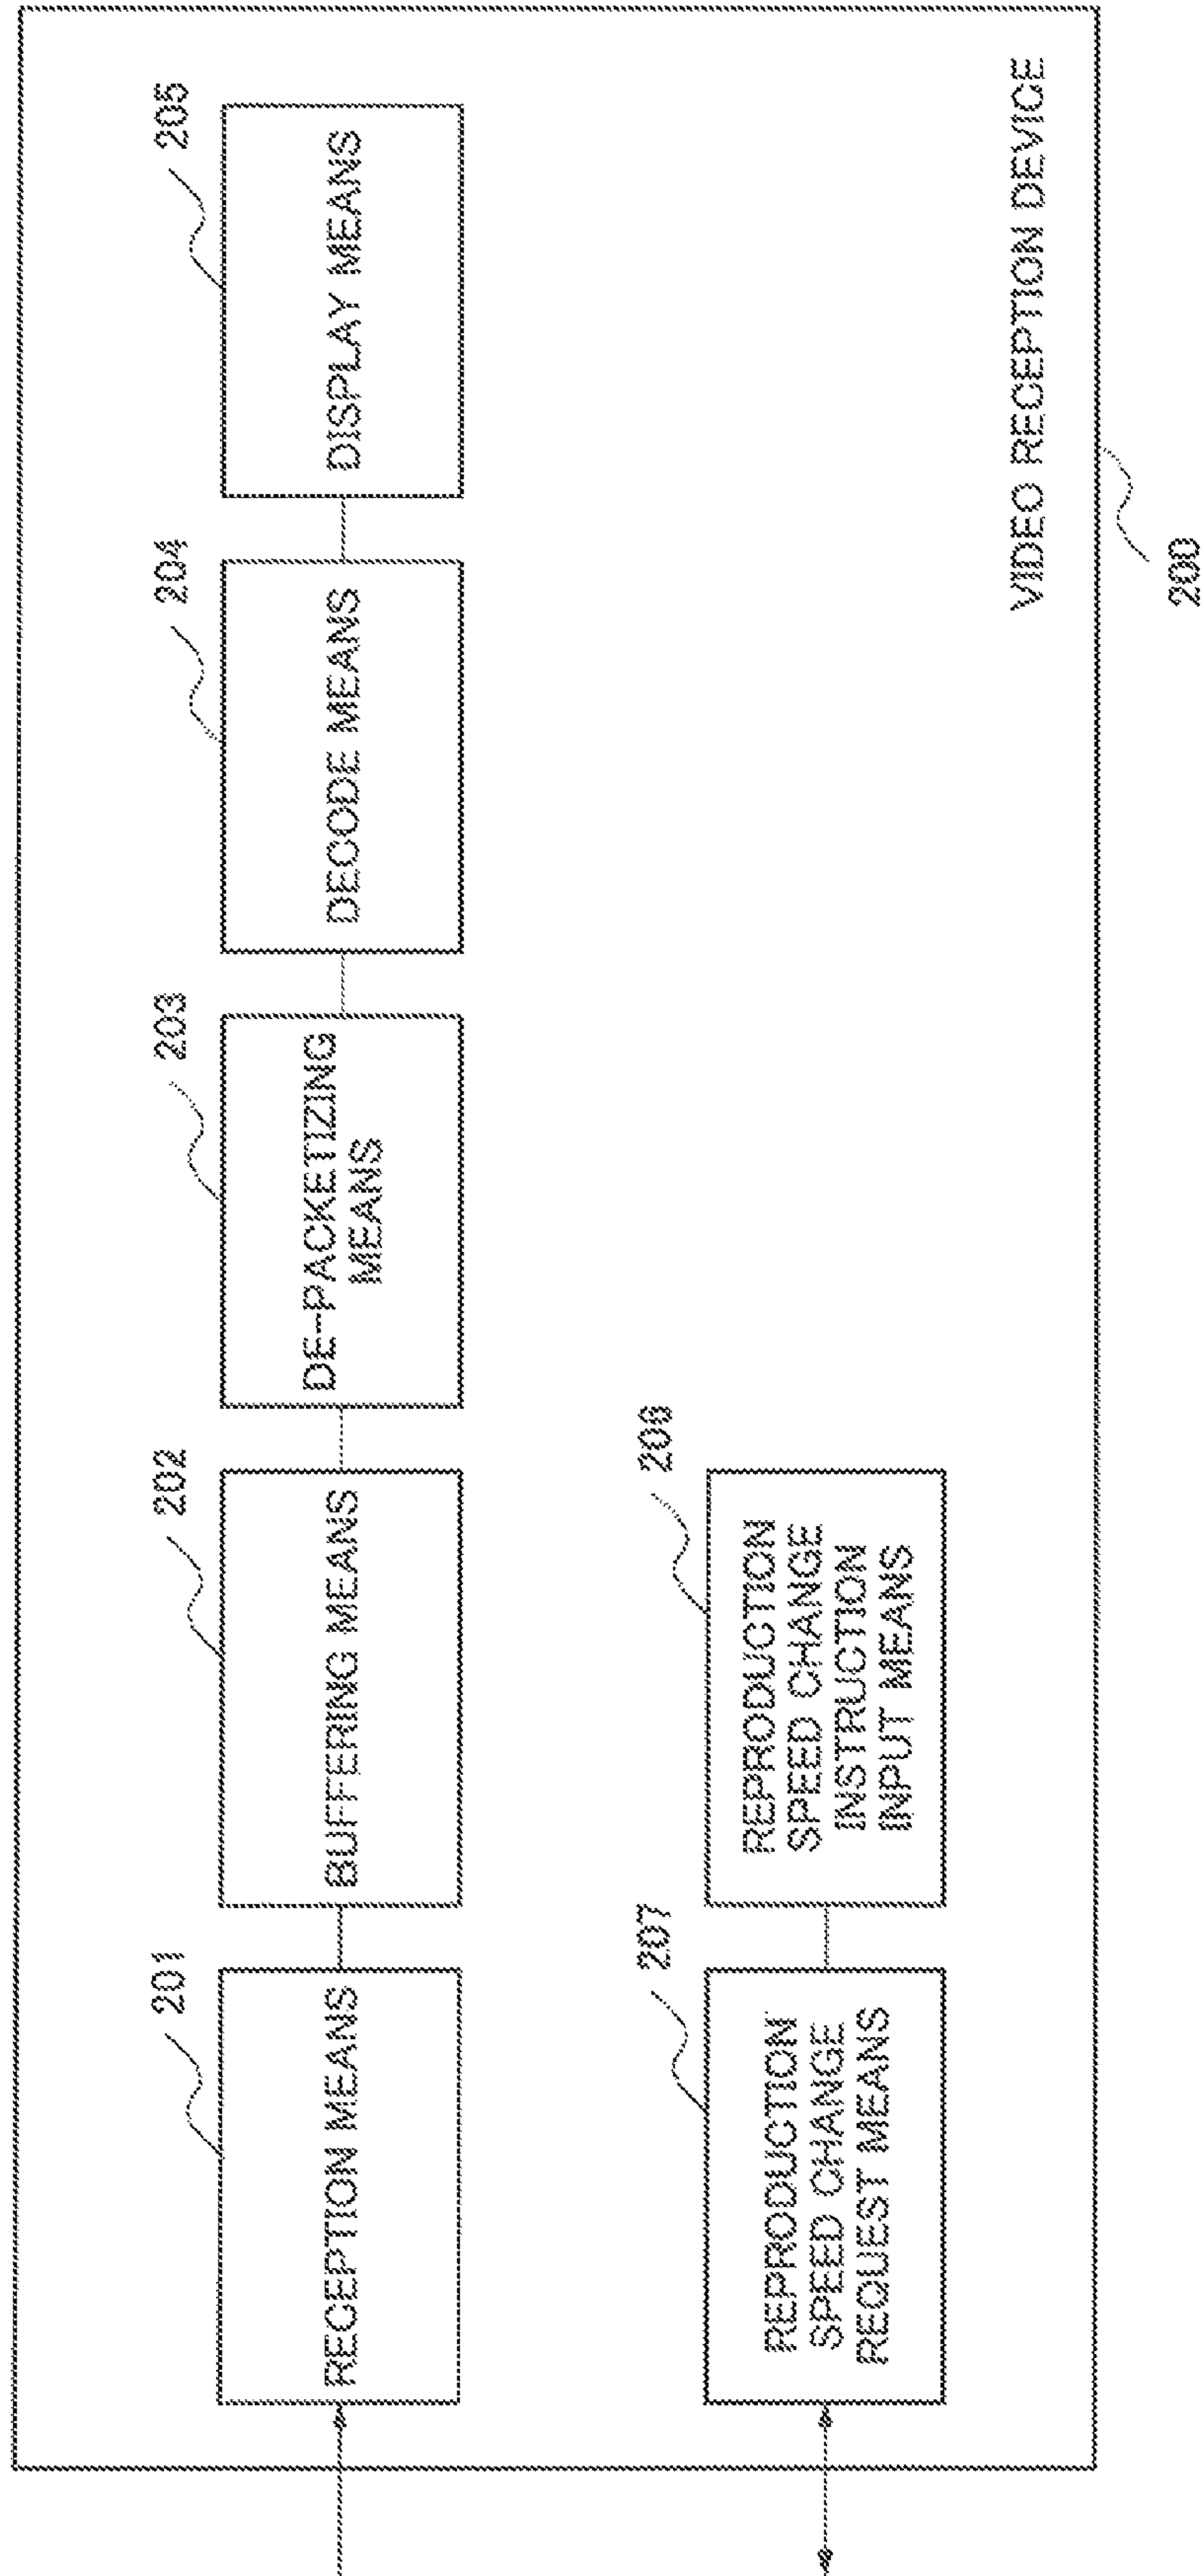 201
RECEPTION MEANS
202
BUFFERING MEANS
203
DE-PACKETIZING
MEANS
204
DECODE MEANS
205
DISPLAY MEANS
207
REPRODUCTION
SPEED CHANGE
REQUEST MEANS
206
REPRODUCTION
SPEED CHANGE
INSTRUCTION
INPUT MEANS
VIDEO RECEPTION DEVICE
200